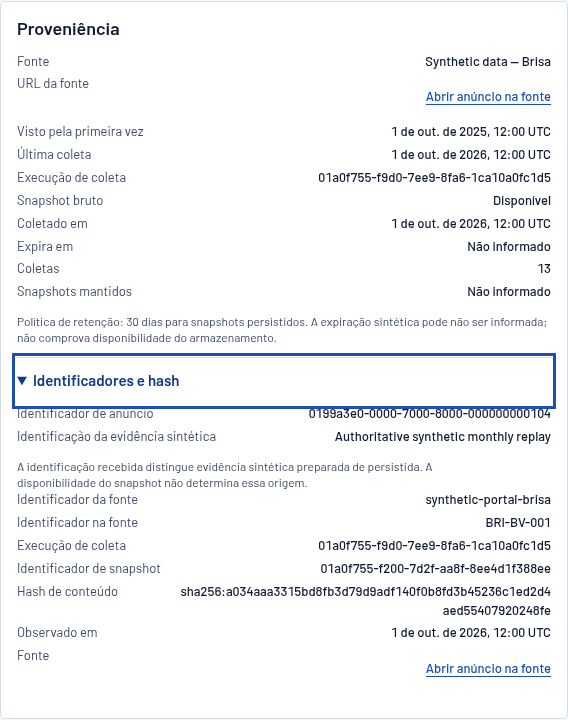 Proveniência
Fonte Synthetic data — Brisa
URL da fonte
Abrir anúncio na fonte
Visto pela primeira vez 1 de out. de 2025, 12:00 UTC
Última coleta 1 de out. de 2026, 12:00 UTC
Execução de coleta 01a0f755-f9d0-7ee9-8fa6-1ca10a0fc1d5
Snapshot bruto Disponível
Coletado em 1 de out. de 2026, 12:00 UTC
Expira em Não informado
Coletas 13
Snapshots mantidos Não informado
Política de retenção: 30 dias para snapshots persistidos. A expiração sintética pode não ser informada;
não comprova disponibilidade do armazenamento.
▼ Identificadores e hash
Identificador de anúncio 0199a3e0-0000-7000-8000-000000000104
Identificação da evidência sintética Authoritative synthetic monthly replay
A identificação recebida distingue evidência sintética preparada de persistida. A
disponibilidade do snapshot não determina essa origem.
Identificador da fonte synthetic-portal-brisa
Identificador na fonte BRI-BV-001
Execução de coleta 01a0f755-f9d0-7ee9-8fa6-1ca10a0fc1d5
Identificador de snapshot 01a0f755-f200-7d2f-aa8f-8ee4d1f388ee
Hash de conteúdo sha256:a034aaa3315bd8fb3d79d9adf140f0b8fd3b45236c1ed2d4
aed55407920248fe
Observado em 1 de out. de 2026, 12:00 UTC
Fonte
Abrir anúncio na fonte